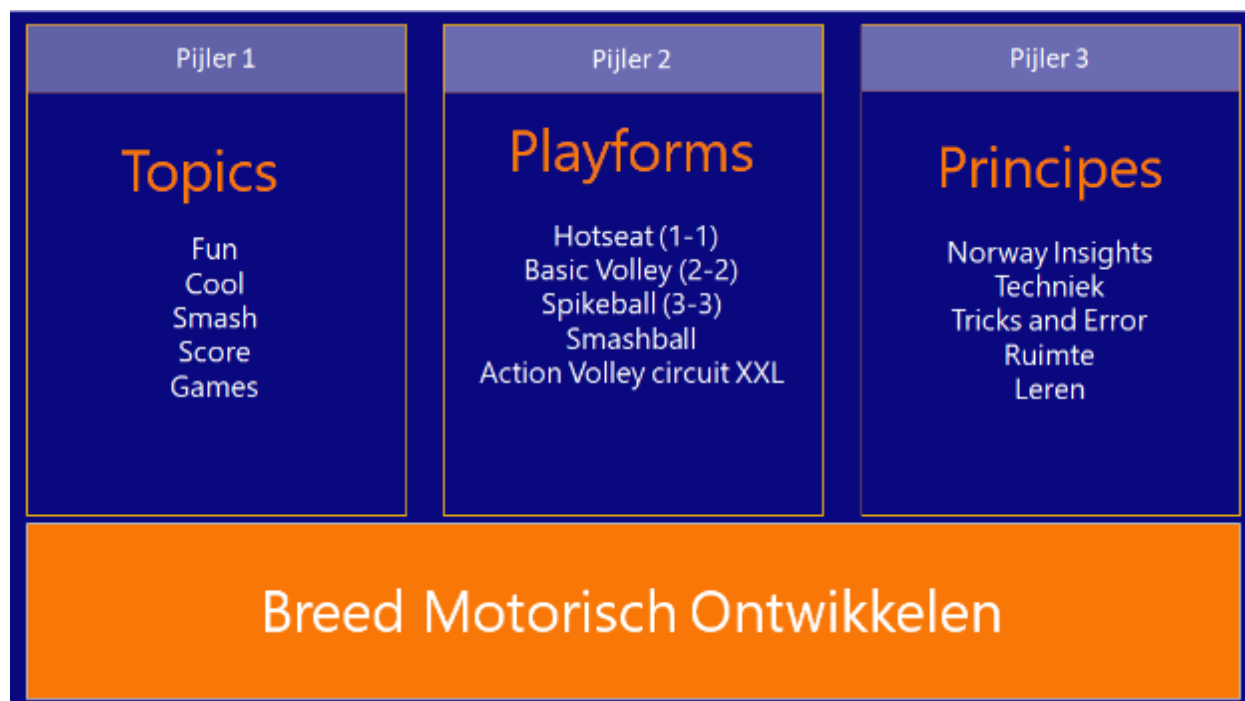 Pijler 1
Topics
Fun
Cool
Smash
Score
Games
Pijler 2
Playforms
Hotseat (1-1)
Basic Volley (2-2)
Spikeball (3-3)
Smashball
Action Volley circuit XXL
Pijler 3
Principes
Norway Insights
Techniek
Tricks and Error
Ruimte
Leren
Breed Motorisch Ontwikkelen